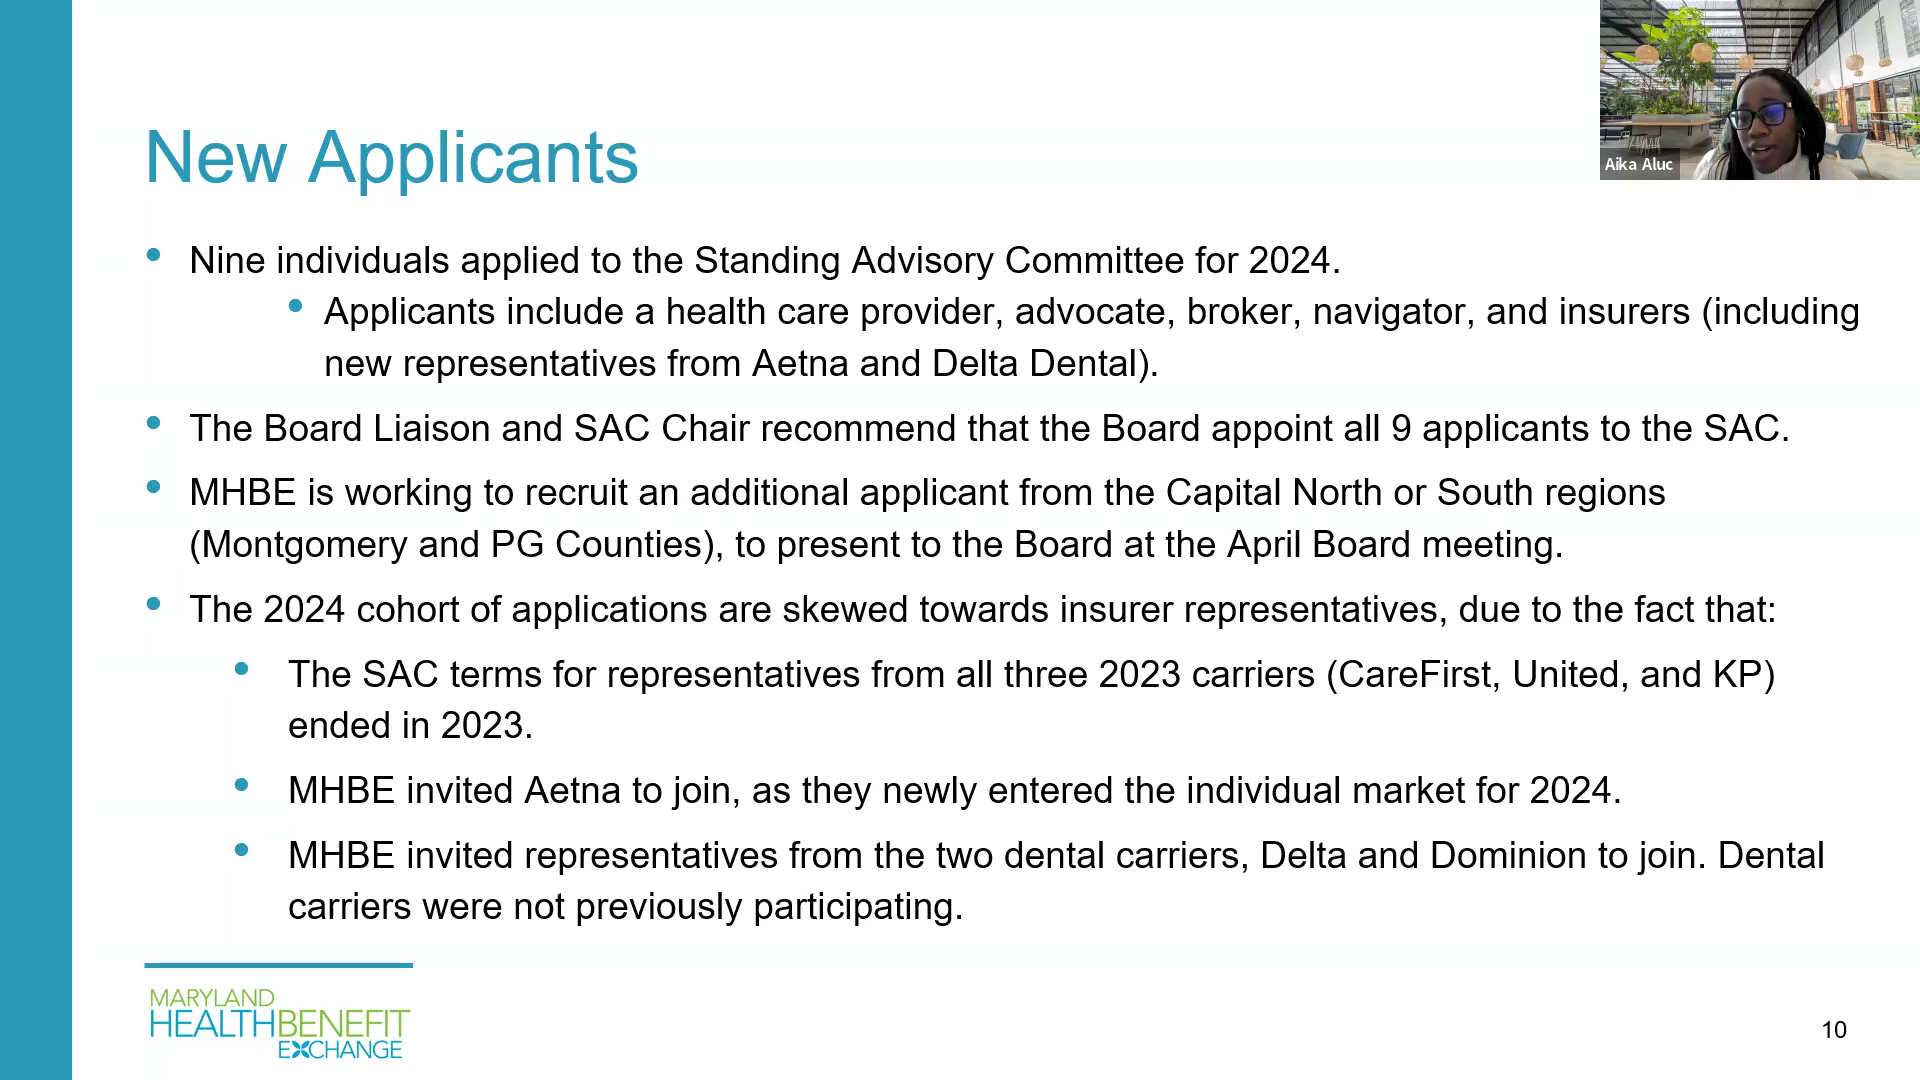 Aika Aluc
New Applicants
• Nine individuals applied to the Standing Advisory Committee for 2024.
• Applicants include a health care provider, advocate, broker, navigator, and insurers (including
new representatives from Aetna and Delta Dental).
• The Board Liaison and SAC Chair recommend that the Board appoint all 9 applicants to the SAC.
• MHBE is working to recruit an additional applicant from the Capital North or South regions
(Montgomery and PG Counties), to present to the Board at the April Board meeting.
• The 2024 cohort of applications are skewed towards insurer representatives, due to the fact that:
• The SAC terms for representatives from all three 2023 carriers (CareFirst, United, and KP)
ended in 2023.
• MHBE invited Aetna to join, as they newly entered the individual market for 2024.
• MHBE invited representatives from the two dental carriers, Delta and Dominion to join. Dental
carriers were not previously participating.
MARYLAND
HEALTHBENEFIT
EXCHANGE
10